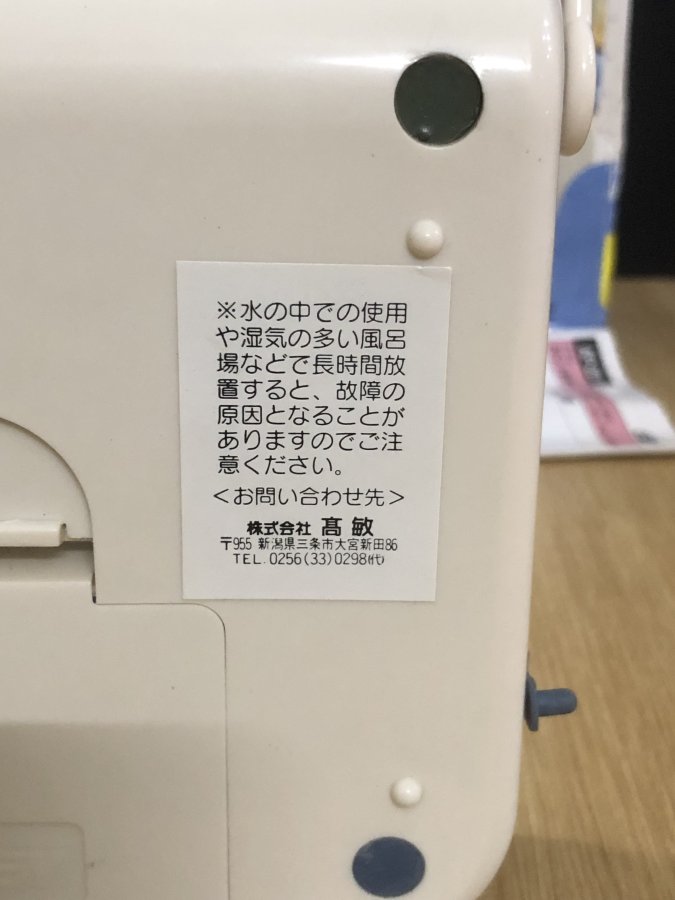 ※水の中での使用
や湿気の多い風呂
場などで長時間放
置すると、故障の
原因となることが
ありますのでご注
意ください。
<お問い合わせ先>
株式会社 髙敏
〒955 新潟県三条市大宮新田86
TEL.0256(33)0298㈹